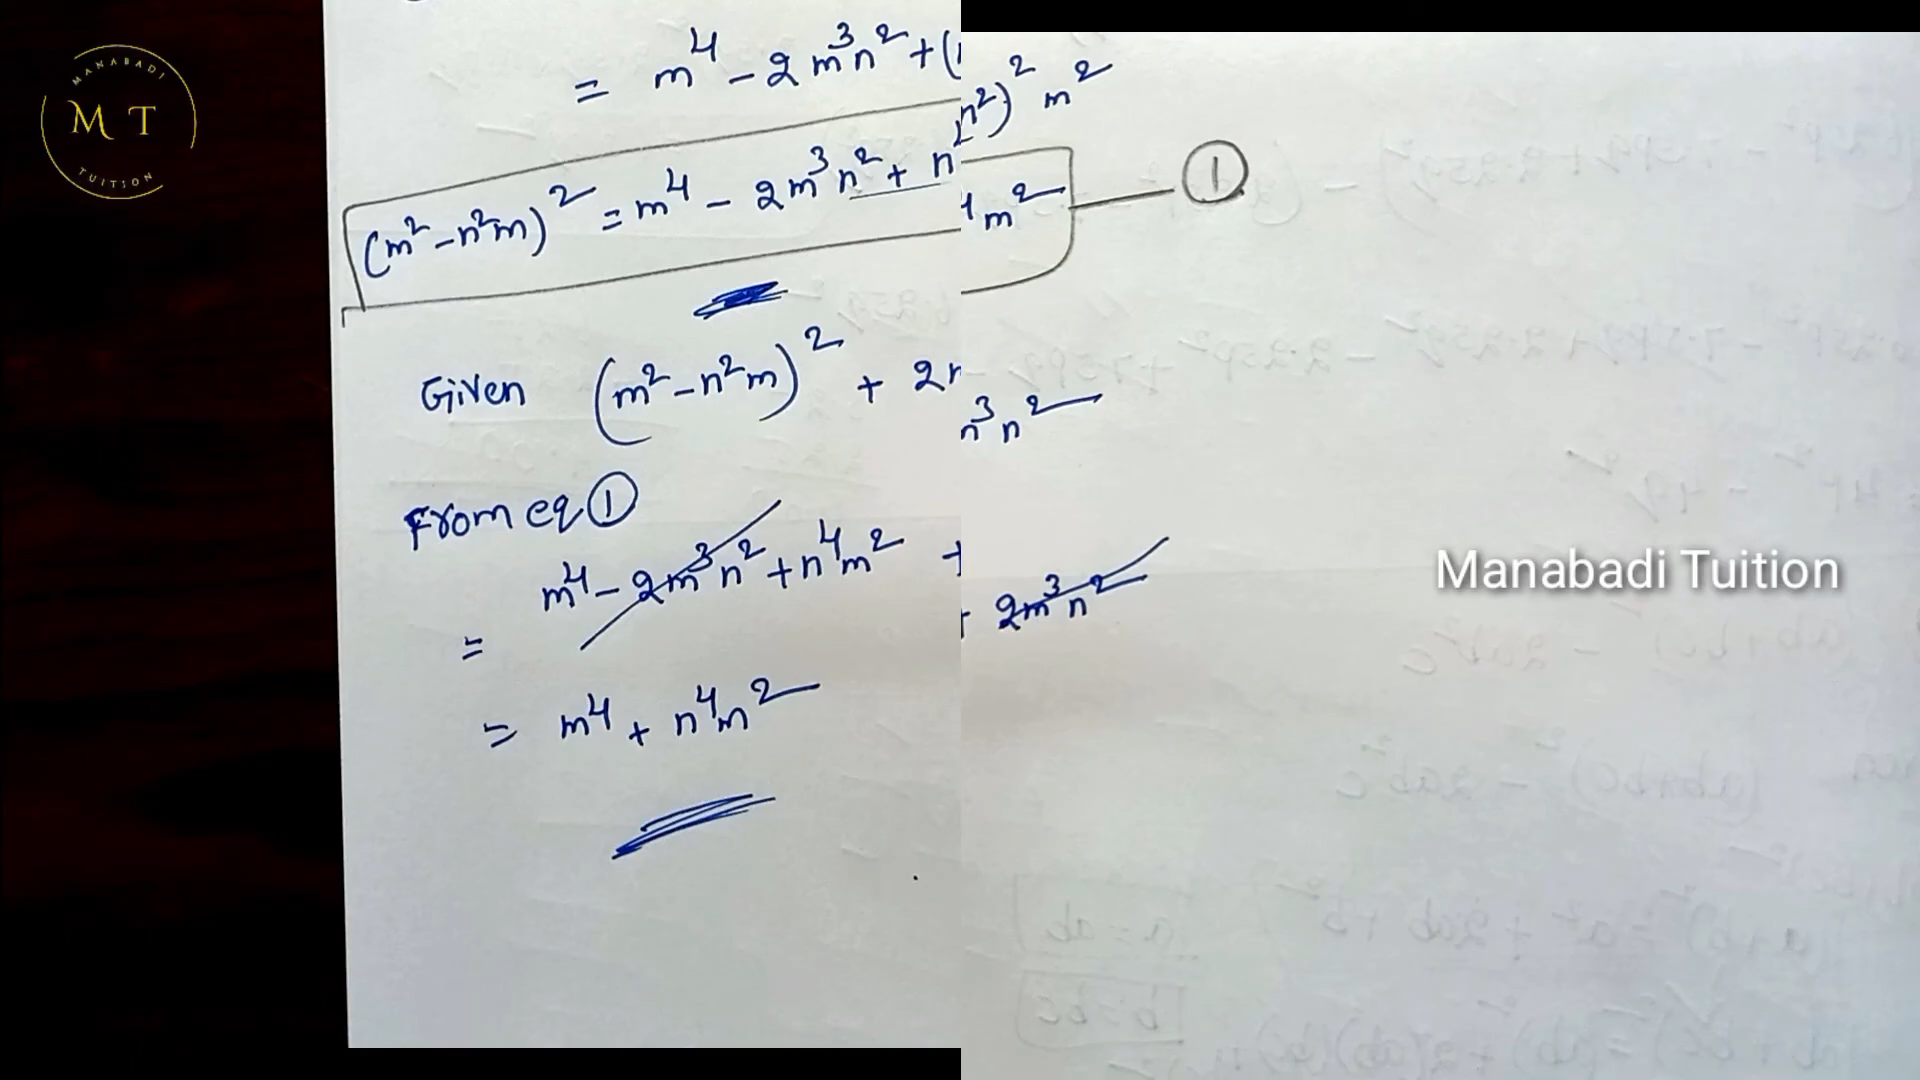 MANABADI
M T
TUITION
= m⁴ - 2m³n² + (n²)² m²
(m² - n²m)² = m⁴ - 2m³n² + n⁴m² — ①
Given (m² - n²m)² + 2m³n²
From eq ①
= m⁴ - 2m³n² + n⁴m² + 2m³n²
= m⁴ + n⁴m²
Manabadi Tuition